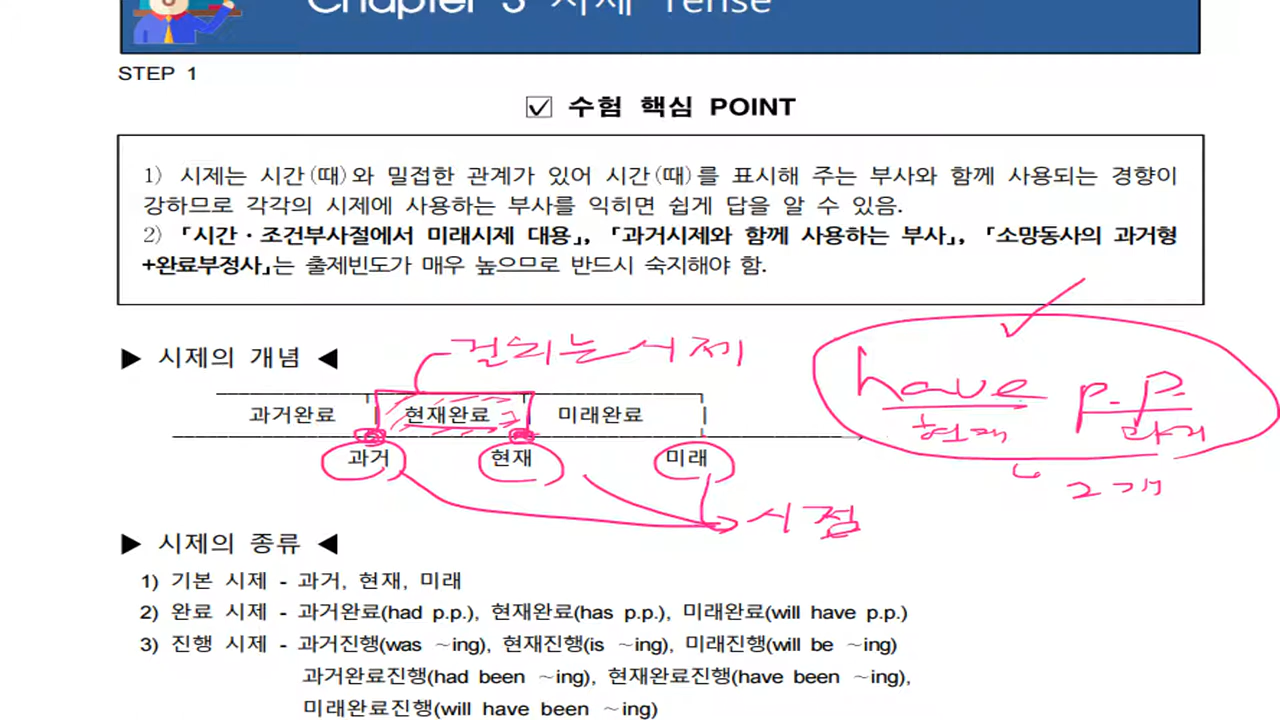 Chapter 3 시제 Tense
STEP 1
☑ 수험 핵심 POINT
1) 시제는 시간(때)와 밀접한 관계가 있어 시간(때)를 표시해 주는 부사와 함께 사용되는 경향이
강하므로 각각의 시제에 사용하는 부사를 익히면 쉽게 답을 알 수 있음.
2) 「시간·조건부사절에서 미래시제 대용」, 「과거시제와 함께 사용하는 부사」, 「소망동사의 과거형
+완료부정사」는 출제빈도가 매우 높으므로 반드시 숙지해야 함.
▶ 시제의 개념 ◀
걸리는 시제
have p.p.
현재 과거
2개
과거완료 현재완료 미래완료
과거 현재 미래
시점
▶ 시제의 종류 ◀
1) 기본 시제 - 과거, 현재, 미래
2) 완료 시제 - 과거완료(had p.p.), 현재완료(has p.p.), 미래완료(will have p.p.)
3) 진행 시제 - 과거진행(was ~ing), 현재진행(is ~ing), 미래진행(will be ~ing)
과거완료진행(had been ~ing), 현재완료진행(have been ~ing),
미래완료진행(will have been ~ing)